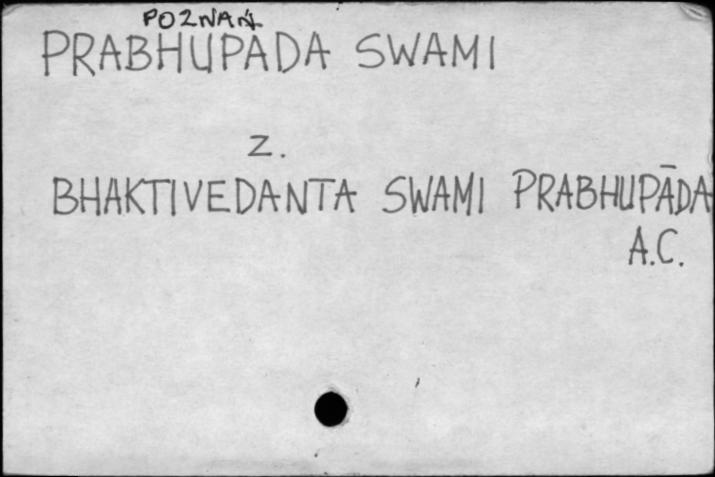 POZNAŃ
PRABHUPADA SWAMI
Z.
BHAKTIVEDANTA SWAMI PRABHUPĀDA
A.C.